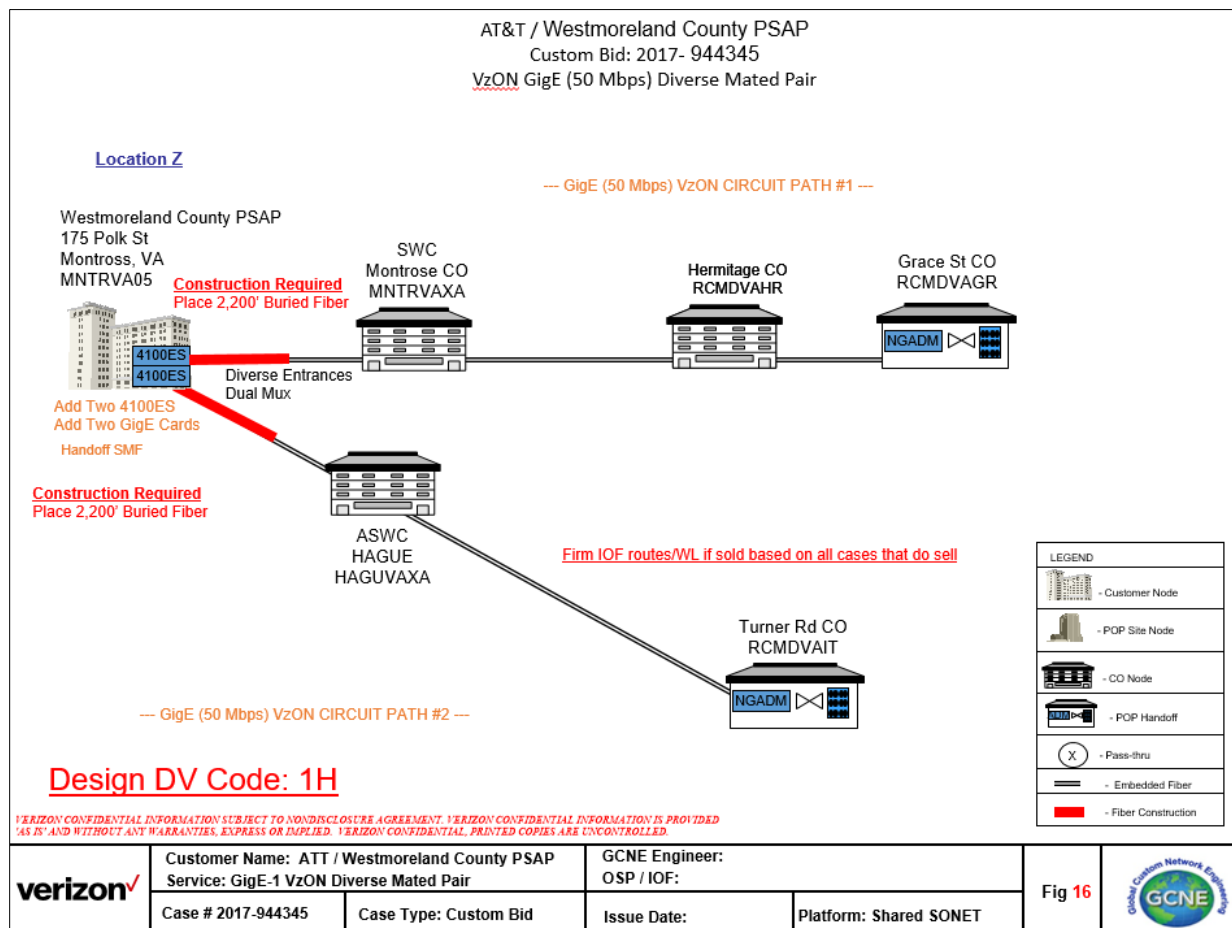 AT&T / Westmoreland County PSAP
Custom Bid: 2017- 944345
VzON GigE (50 Mbps) Diverse Mated Pair
Location Z
--- GigE (50 Mbps) VzON CIRCUIT PATH #1 ---
Westmoreland County PSAP
175 Polk St
Montross, VA
MNTRVA05
Construction Required
Place 2,200' Buried Fiber
SWC
Montrose CO
MNTRVAXA
Hermitage CO
RCMDVAHR
Grace St CO
RCMDVAGR
NGADM
4100ES
4100ES
Diverse Entrances
Dual Mux
Add Two 4100ES
Add Two GigE Cards
Handoff SMF
Construction Required
Place 2,200' Buried Fiber
ASWC
HAGUE
HAGUVAXA
Firm IOF routes/WL if sold based on all cases that do sell
Turner Rd CO
RCMDVAIT
NGADM
--- GigE (50 Mbps) VzON CIRCUIT PATH #2 ---
LEGEND
- Customer Node
- POP Site Node
- CO Node
- POP Handoff
X
- Pass-thru
- Embedded Fiber
- Fiber Construction
Design DV Code: 1H
VERIZON CONFIDENTIAL INFORMATION SUBJECT TO NONDISCLOSURE AGREEMENT. VERIZON CONFIDENTIAL INFORMATION IS PROVIDED
'AS IS' AND WITHOUT ANY WARRANTIES, EXPRESS OR IMPLIED. VERIZON CONFIDENTIAL, PRINTED COPIES ARE UNCONTROLLED.
verizon
Customer Name: ATT / Westmoreland County PSAP
Service: GigE-1 VzON Diverse Mated Pair
GCNE Engineer:
OSP / IOF:
Case # 2017-944345
Case Type: Custom Bid
Issue Date:
Platform: Shared SONET
Fig 16
Global Custom Network Engineering
GCNE